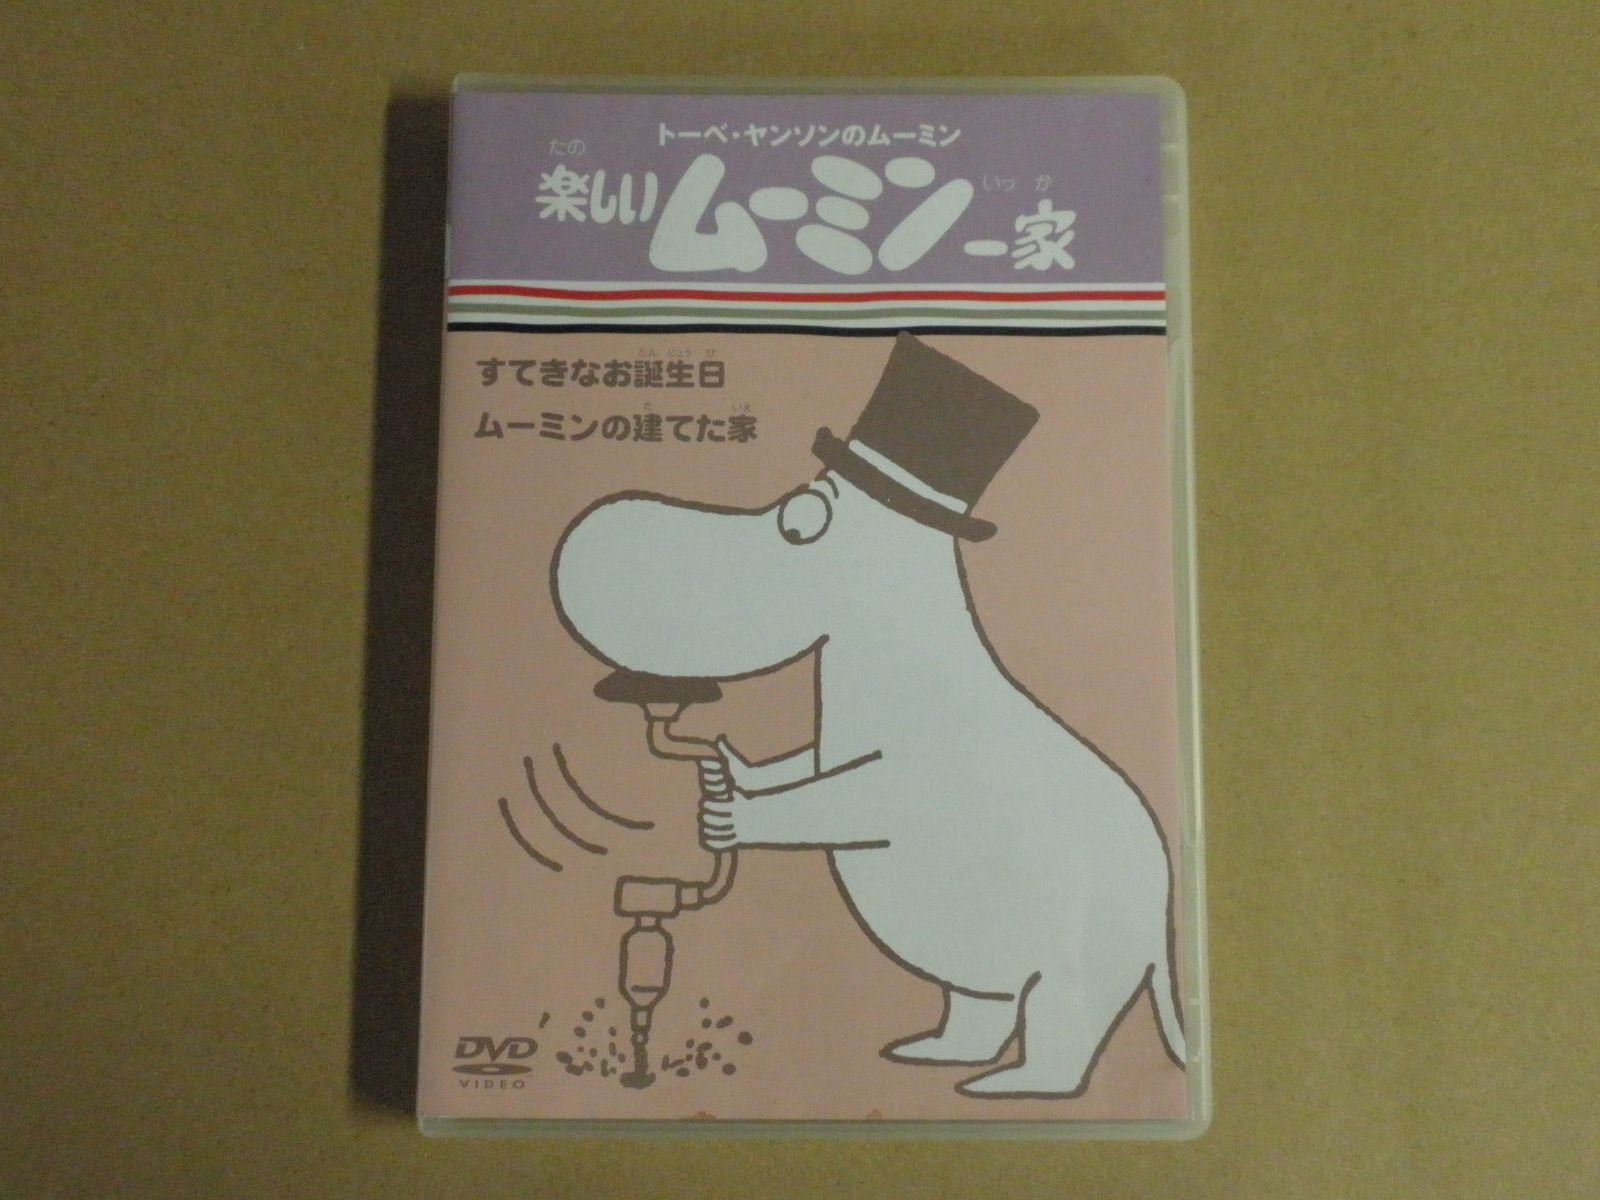 トーベ・ヤンソンのムーミン
たの いっか
楽しいムーミン一家
たんじょうび
すてきなお誕生日
た いえ
ムーミンの建てた家
DVD
VIDEO